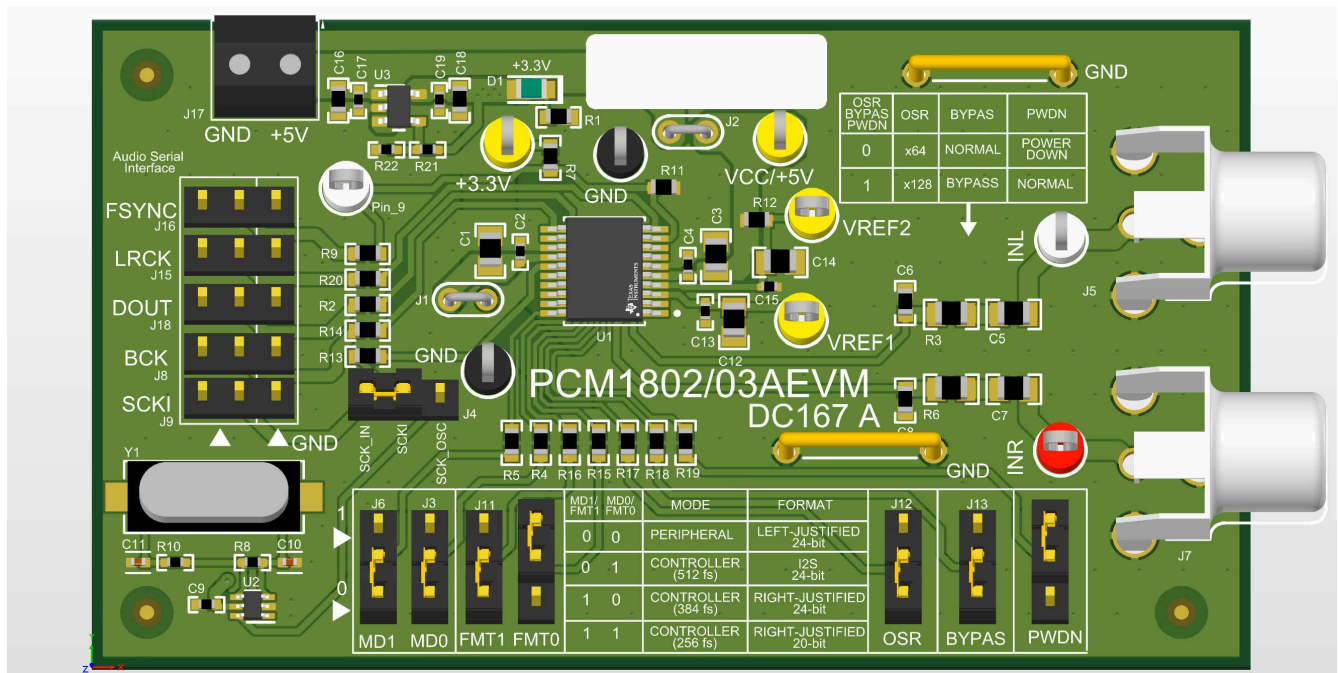 C16
C17
U3
C19
C18
+3.3V
D1
J17
GND +5V
R1
J2
GND
R22
R21
+3.3V
R7
GND
R11
VCC/+5V
OSR
BYPAS
PWDN
OSR
BYPAS
PWDN
0
x64
NORMAL
POWER
DOWN
1
x128
BYPASS
NORMAL
Audio Serial
Interface
Pin_9
FSYNC
J16
LRCK
J15
DOUT
J18
BCK
J8
SCKI
J9
GND
R9
R20
R2
R14
R13
C1
C2
J1
GND
C4
C3
R12
VREF2
C14
C15
C13
C12
VREF1
TEXAS
INSTRUMENTS
U1
INL
C6
R3
C5
J5
PCM1802/03AEVM
DC167 A
R6
C7
C8
INR
J7
GND
J4
SCK_IN
SCKI
SCK_OSC
R5
R4
R16
R15
R17
R18
R19
Y1
C11
R10
R8
C10
C9
U2
1
0
J6
J3
J11
MD1
MD0
FMT1
FMT0
MD1/
FMT1
MD0/
FMT0
MODE
FORMAT
0 0
PERIPHERAL
LEFT-JUSTIFIED
24-bit
0 1
CONTROLLER
(512 fs)
I2S
24-bit
1 0
CONTROLLER
(384 fs)
RIGHT-JUSTIFIED
24-bit
1 1
CONTROLLER
(256 fs)
RIGHT-JUSTIFIED
20-bit
J12
J13
OSR
BYPAS
PWDN
Y
Z
X